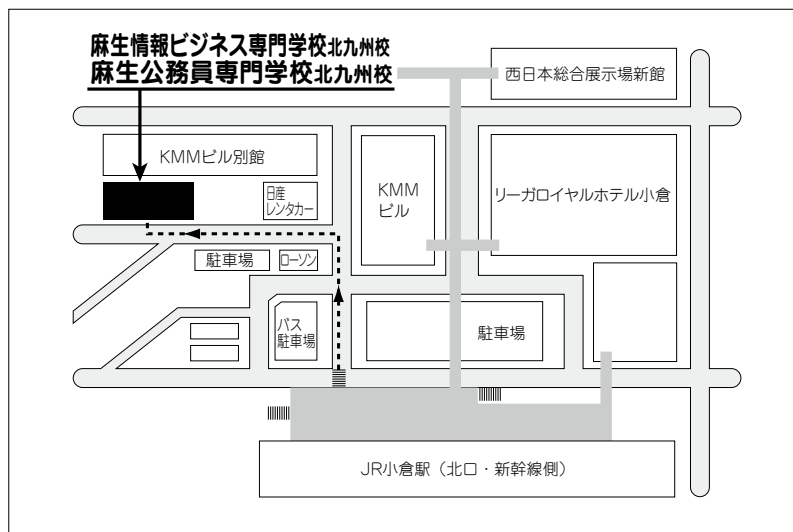 麻生情報ビジネス専門学校北九州校
麻生公務員専門学校北九州校
西日本総合展示場新館
KMMビル別館
日産
レンタカー
KMM
ビル
リーガロイヤルホテル小倉
駐車場
ローソン
バス
駐車場
駐車場
JR小倉駅（北口・新幹線側）